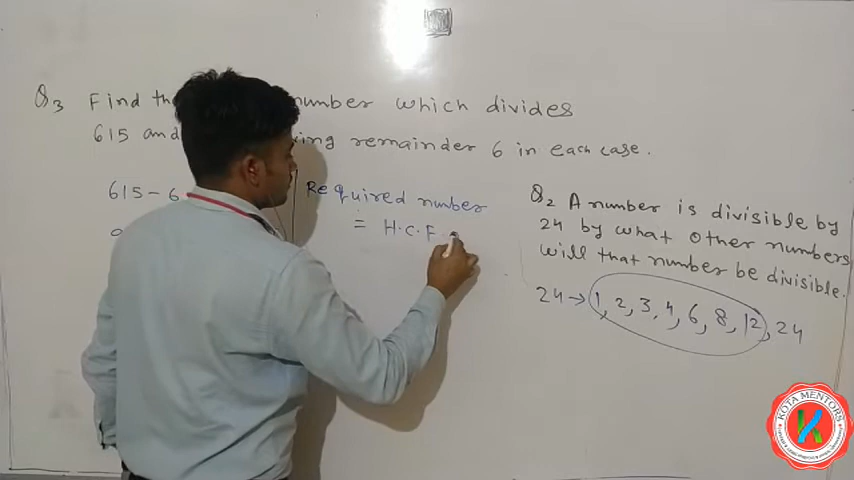 Q3 Find th number which divides
615 and ing remainder 6 in each case.
615-6
Required number
= H.C.F
Q2 A number is divisible by
24 by what other numbers
will that number be divisible.
24 → 1, 2, 3, 4, 6, 8, 12, 24
KOTA MENTORS